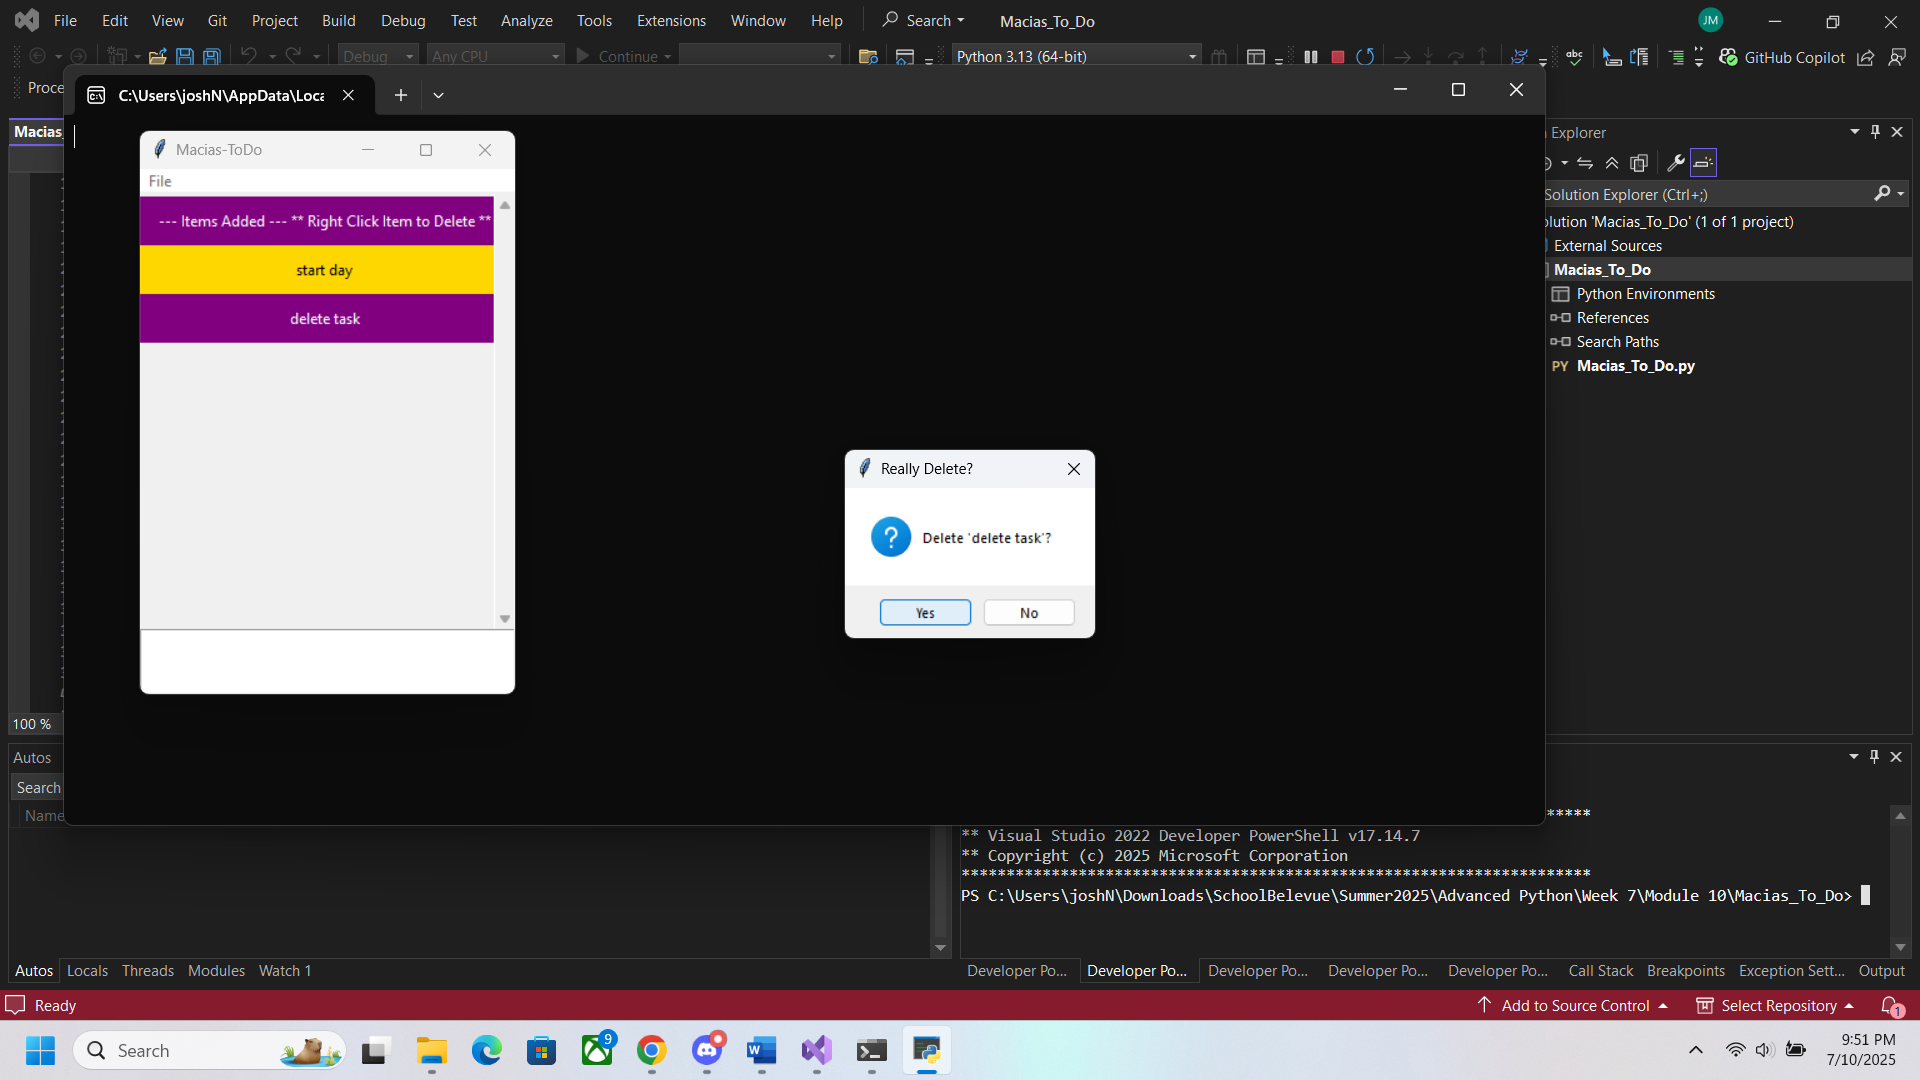 File Edit View Git Project Build Debug Test Analyze Tools Extensions Window Help Search Macias_To_Do JM
Debug Any CPU Continue Python 3.13 (64-bit) abc GitHub Copilot
Proce
C:\Users\joshN\AppData\Loca
Macias
Macias-ToDo
File
--- Items Added --- ** Right Click Item to Delete **
start day
delete task
Really Delete?
Delete 'delete task'?
Yes No
Explorer
Solution Explorer (Ctrl+;)
olution 'Macias_To_Do' (1 of 1 project)
External Sources
Macias_To_Do
Python Environments
References
Search Paths
PY Macias_To_Do.py
100 %
Autos
Search
Name
*****
** Visual Studio 2022 Developer PowerShell v17.14.7
** Copyright (c) 2025 Microsoft Corporation
**********************************************************************
PS C:\Users\joshN\Downloads\SchoolBelevue\Summer2025\Advanced Python\Week 7\Module 10\Macias_To_Do>
Autos Locals Threads Modules Watch 1
Developer Po... Developer Po... Developer Po... Developer Po... Developer Po... Call Stack Breakpoints Exception Sett... Output
Ready Add to Source Control Select Repository 1
Search 9
9:51 PM
7/10/2025